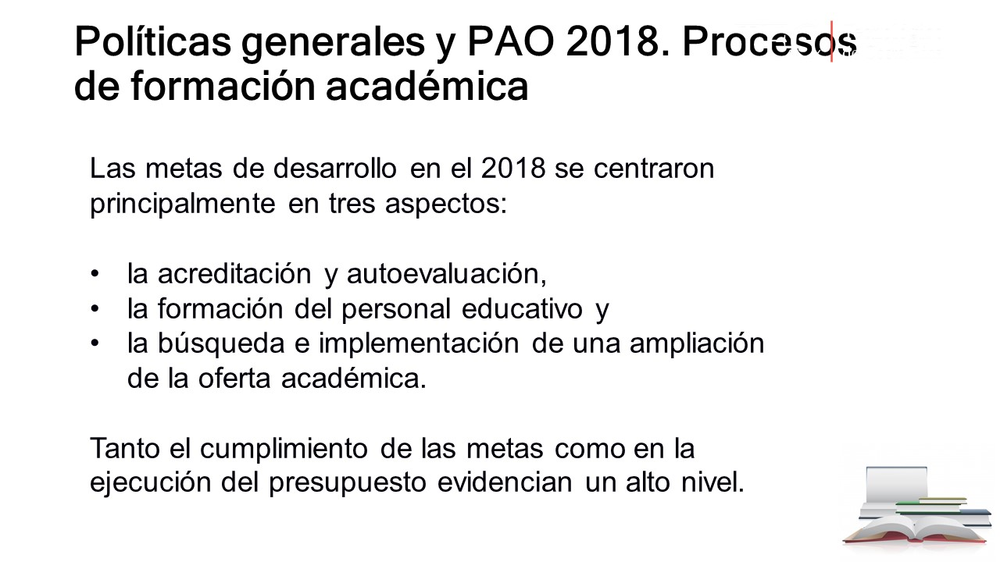 Políticas generales y PAO 2018. Procesos
de formación académica
Las metas de desarrollo en el 2018 se centraron
principalmente en tres aspectos:
• la acreditación y autoevaluación,
• la formación del personal educativo y
• la búsqueda e implementación de una ampliación
de la oferta académica.
Tanto el cumplimiento de las metas como en la
ejecución del presupuesto evidencian un alto nivel.